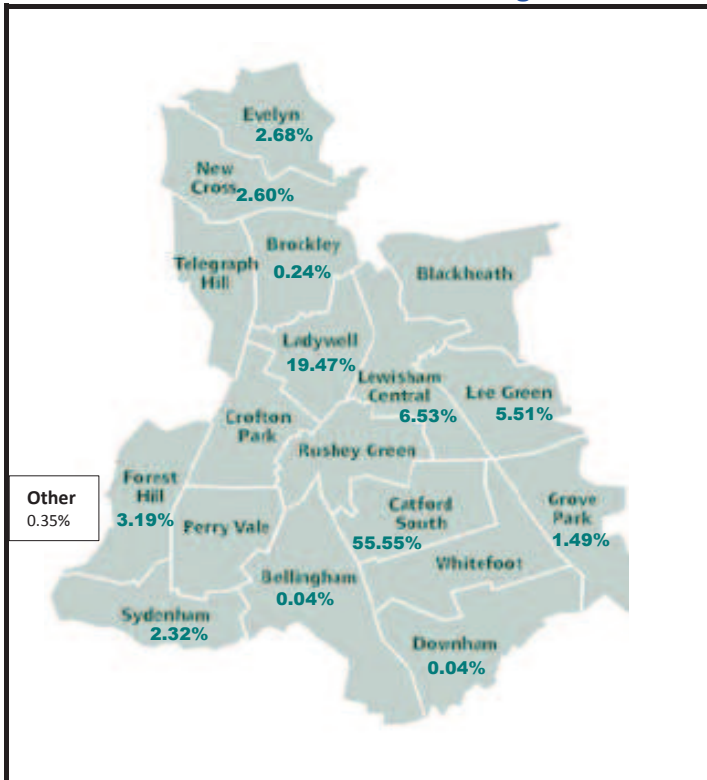 Evelyn
2.68%
New
Cross
2.60%
Brockley
0.24%
Telegraph
Hill
Blackheath
Ladywell
19.47%
Lewisham
Central
6.53%
Lee Green
5.51%
Crofton
Park
Rushey Green
Forest
Hill
3.19%
Other
0.35%
Perry Vale
Catford
South
55.55%
Grove
Park
1.49%
Whitefoot
Bellingham
0.04%
Sydenham
2.32%
Downham
0.04%